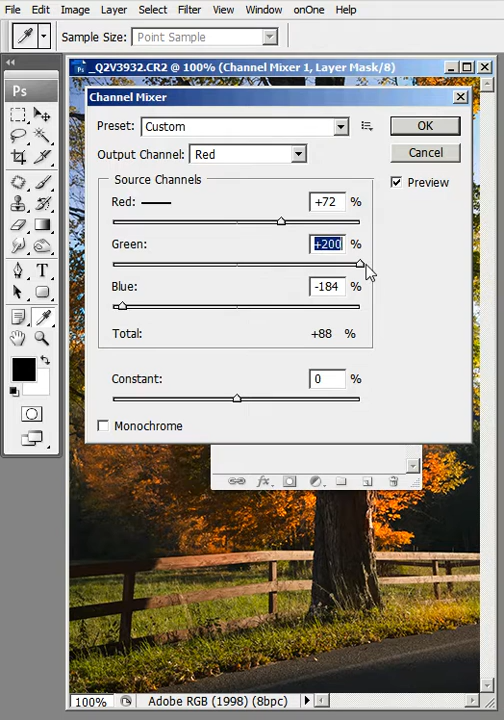 File Edit Image Layer Select Filter View Window onOne Help
Sample Size: Point Sample
_Q2V3932.CR2 @ 100% (Channel Mixer 1, Layer Mask/8)
Ps
Channel Mixer
Preset: Custom
OK
Output Channel: Red
Cancel
Source Channels
Preview
Red: +72 %
Green: +200 %
Blue: -184 %
Total: +88 %
Constant: 0 %
Monochrome
fx
100% Adobe RGB (1998) (8bpc)